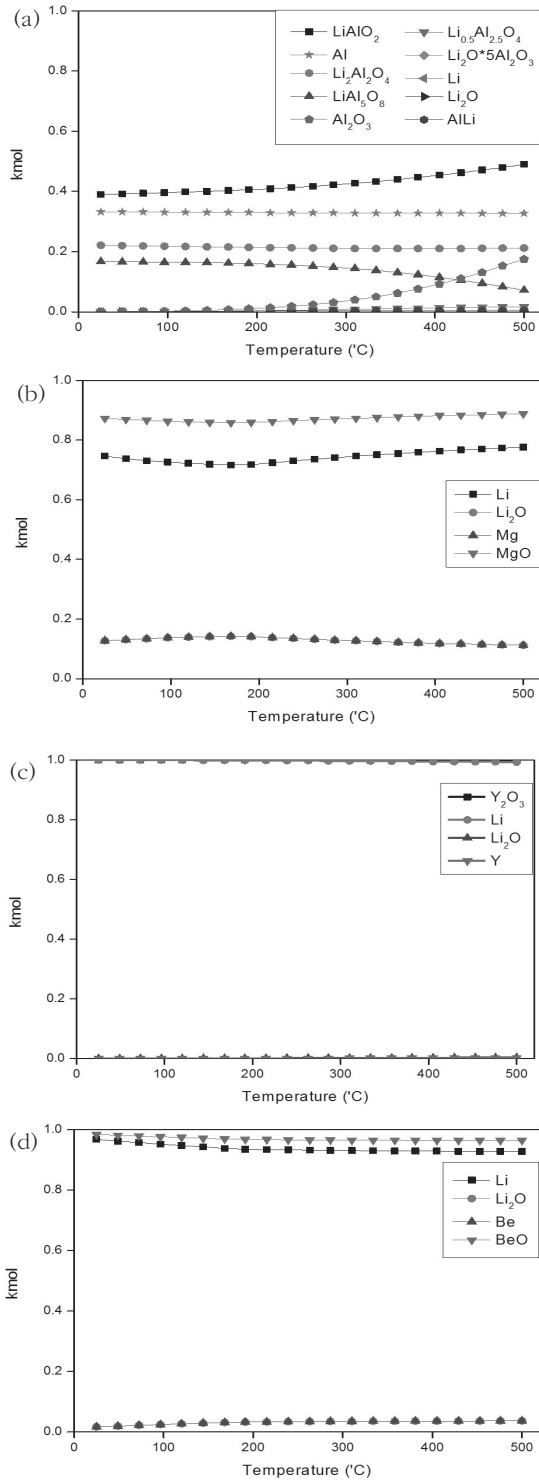 (a)
LiAlO2
Al
Li2Al2O4
LiAl5O8
Al2O3
Li0.5Al2.5O4
Li2O*5Al2O3
Li
Li2O
AlLi
1.0
0.8
0.6
0.4
0.2
0.0
kmol
0 100 200 300 400 500
Temperature ('C)
(b)
1.0
0.8
0.6
0.4
0.2
0.0
kmol
Li
Li2O
Mg
MgO
0 100 200 300 400 500
Temperature ('C)
(c)
1.0
0.8
0.6
0.4
0.2
0.0
kmol
Y2O3
Li
Li2O
Y
0 100 200 300 400 500
Temperature ('C)
(d)
1.0
0.8
0.6
0.4
0.2
0.0
kmol
Li
Li2O
Be
BeO
0 100 200 300 400 500
Temperature ('C)